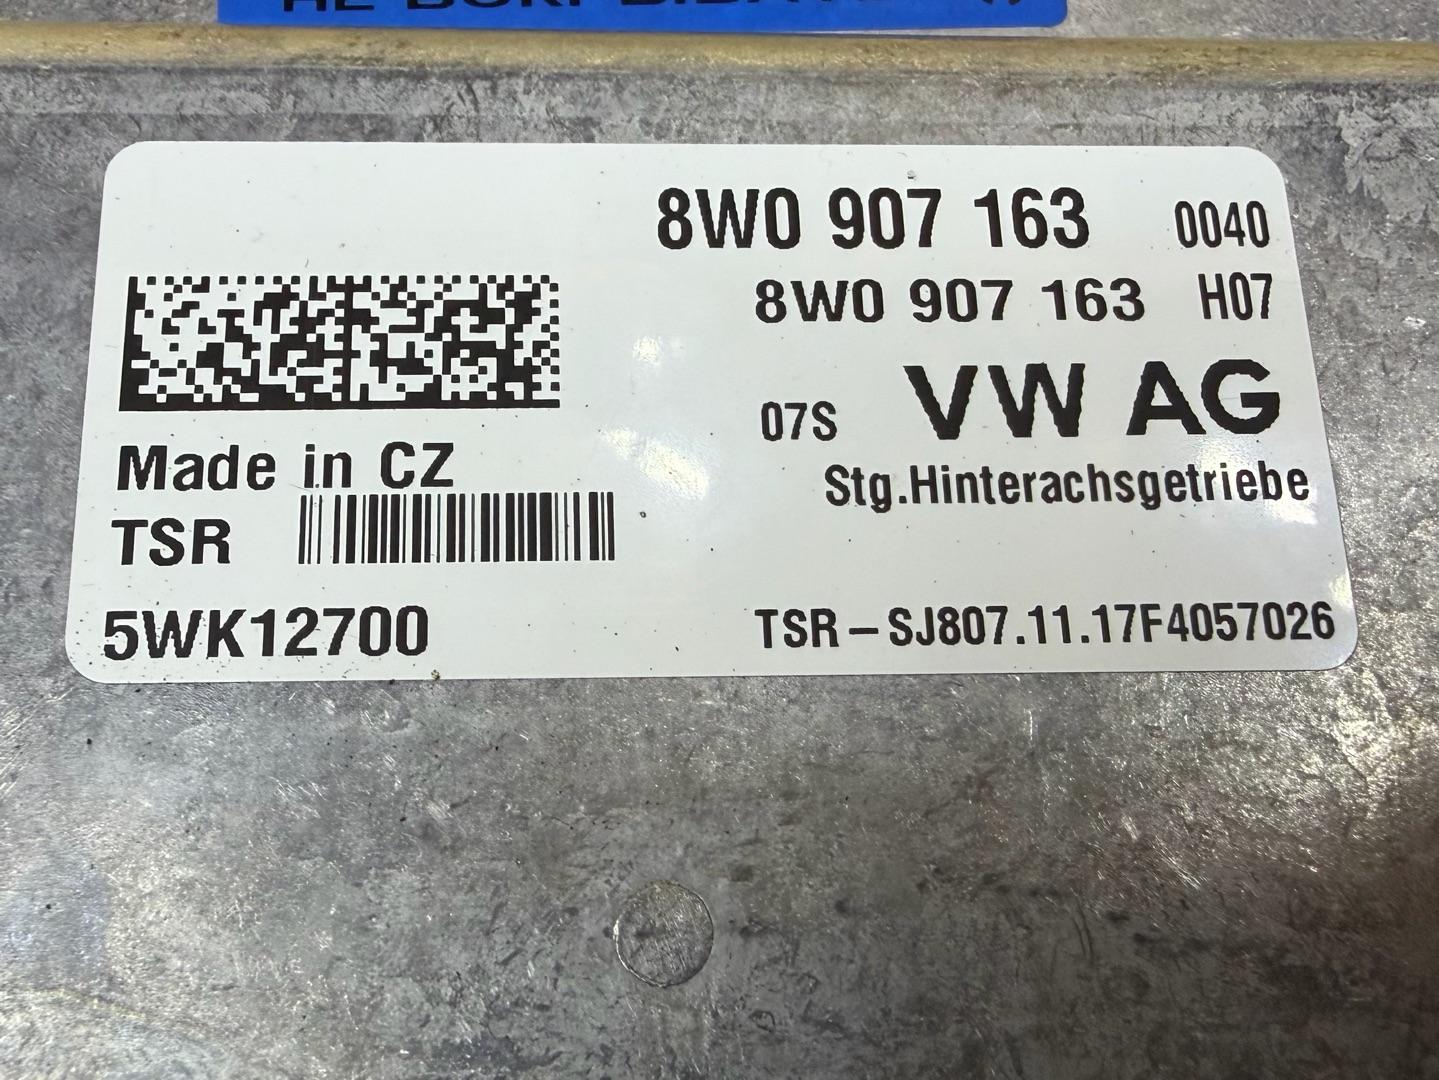 8W0 907 163 0040
8W0 907 163 H07
07S VW AG
Stg.Hinterachsgetriebe
Made in CZ
TSR
5WK12700
TSR-SJ807.11.17F4057026